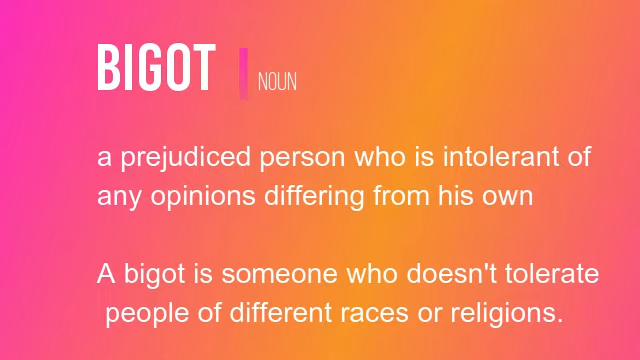 BIGOT | NOUN
a prejudiced person who is intolerant of
any opinions differing from his own
A bigot is someone who doesn't tolerate
people of different races or religions.